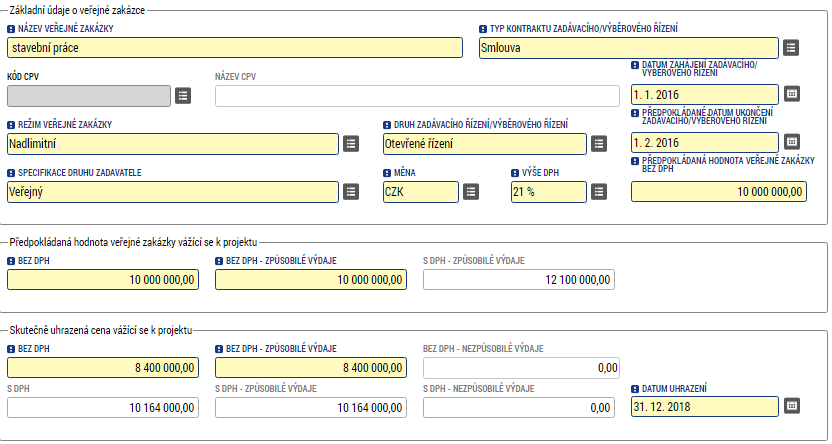 Základní údaje o veřejné zakázce
NÁZEV VEŘEJNÉ ZAKÁZKY
TYP KONTRAKTU ZADÁVACÍHO/VÝBĚROVÉHO ŘÍZENÍ
stavební práce
Smlouva
KÓD CPV
NÁZEV CPV
DATUM ZAHÁJENÍ ZADÁVACÍHO/
VÝBĚROVÉHO ŘÍZENÍ
1. 1. 2016
REŽIM VEŘEJNÉ ZAKÁZKY
DRUH ZADÁVACÍHO ŘÍZENÍ/VÝBĚROVÉHO ŘÍZENÍ
PŘEDPOKLÁDANÉ DATUM UKONČENÍ
ZADÁVACÍHO/VÝBĚROVÉHO ŘÍZENÍ
Nadlimitní
Otevřené řízení
1. 2. 2016
SPECIFIKACE DRUHU ZADAVATELE
MĚNA
VÝŠE DPH
PŘEDPOKLÁDANÁ HODNOTA VEŘEJNÉ ZAKÁZKY
BEZ DPH
Veřejný
CZK
21 %
10 000 000,00
Předpokládaná hodnota veřejné zakázky vážící se k projektu
BEZ DPH
BEZ DPH - ZPŮSOBILÉ VÝDAJE
S DPH - ZPŮSOBILÉ VÝDAJE
10 000 000,00
10 000 000,00
12 100 000,00
Skutečně uhrazená cena vážící se k projektu
BEZ DPH
BEZ DPH - ZPŮSOBILÉ VÝDAJE
BEZ DPH - NEZPŮSOBILÉ VÝDAJE
8 400 000,00
8 400 000,00
0,00
S DPH
S DPH - ZPŮSOBILÉ VÝDAJE
S DPH - NEZPŮSOBILÉ VÝDAJE
DATUM UHRAZENÍ
10 164 000,00
10 164 000,00
0,00
31. 12. 2018